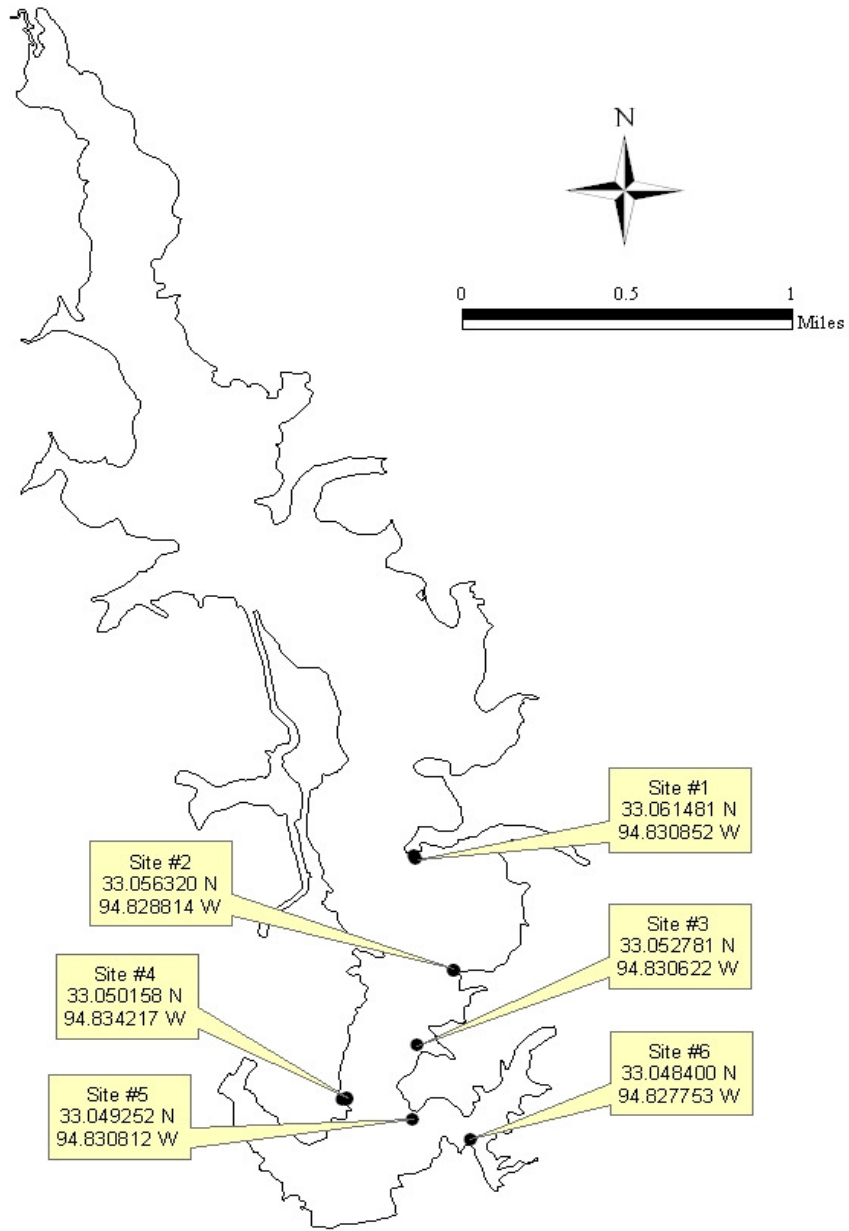 N
0 0.5 1
Miles
Site #1
33.061481 N
94.830852 W
Site #2
33.056320 N
94.828814 W
Site #3
33.052781 N
94.830622 W
Site #4
33.050158 N
94.834217 W
Site #6
33.048400 N
94.827753 W
Site #5
33.049252 N
94.830812 W